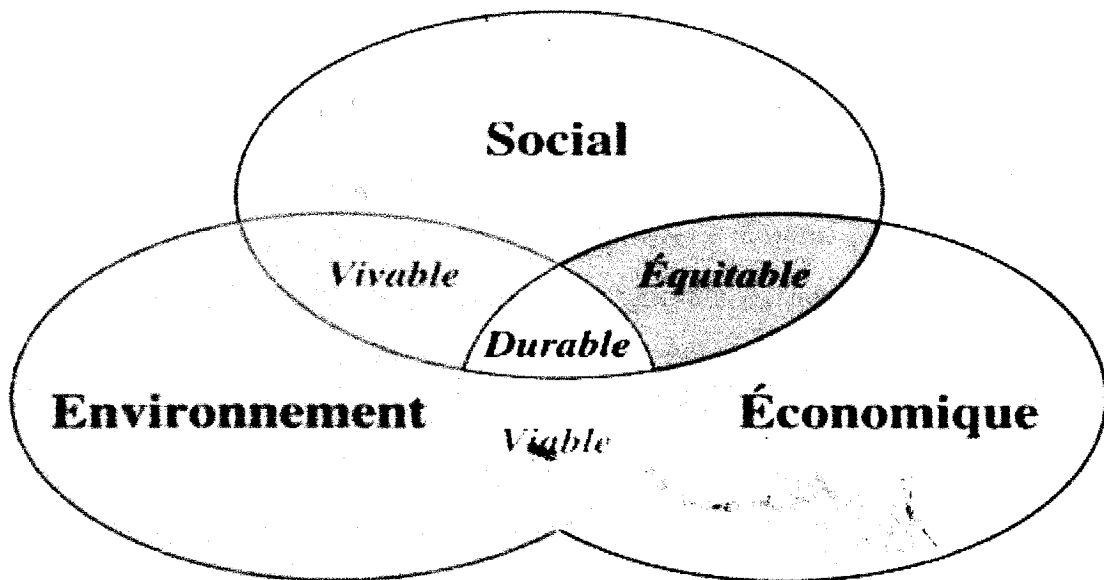 Social
Vivable
Équitable
Durable
Environnement
Économique
Viable